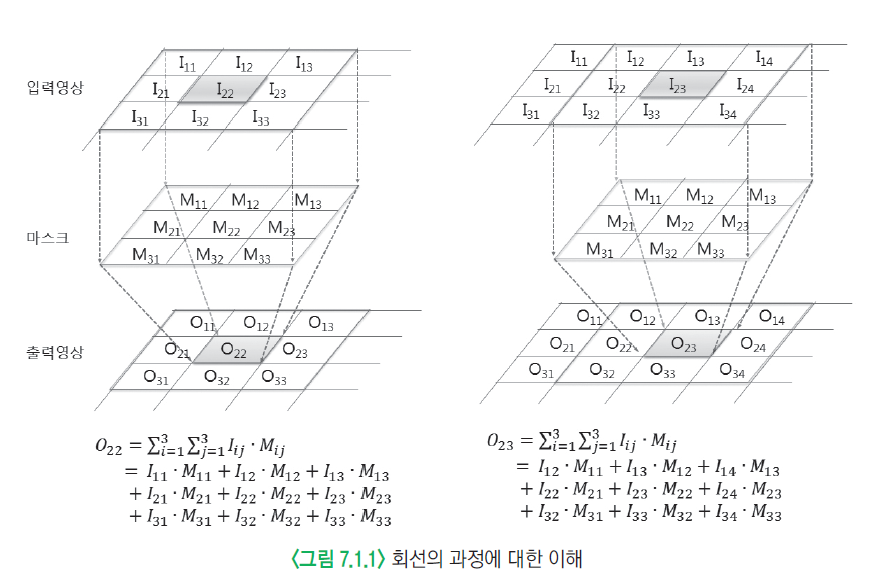 I11 I12 I13
입력영상 I21 I22 I23
I31 I32 I33
M11 M12 M13
마스크 M21 M22 M23
M31 M32 M33
O11 O12 O13
출력영상 O21 O22 O23
O31 O32 O33
I11 I12 I13 I14
I21 I22 I23 I24
I31 I32 I33 I34
M11 M12 M13
M21 M22 M23
M31 M32 M33
O11 O12 O13 O14
O21 O22 O23 O24
O31 O32 O33 O34
O22 = ∑³i=1 ∑³j=1 Iij · Mij
= I11 · M11 + I12 · M12 + I13 · M13
+ I21 · M21 + I22 · M22 + I23 · M23
+ I31 · M31 + I32 · M32 + I33 · M33
O23 = ∑³i=1 ∑³j=1 Iij · Mij
= I12 · M11 + I13 · M12 + I14 · M13
+ I22 · M21 + I23 · M22 + I24 · M23
+ I32 · M31 + I33 · M32 + I34 · M33
<그림 7.1.1> 회선의 과정에 대한 이해